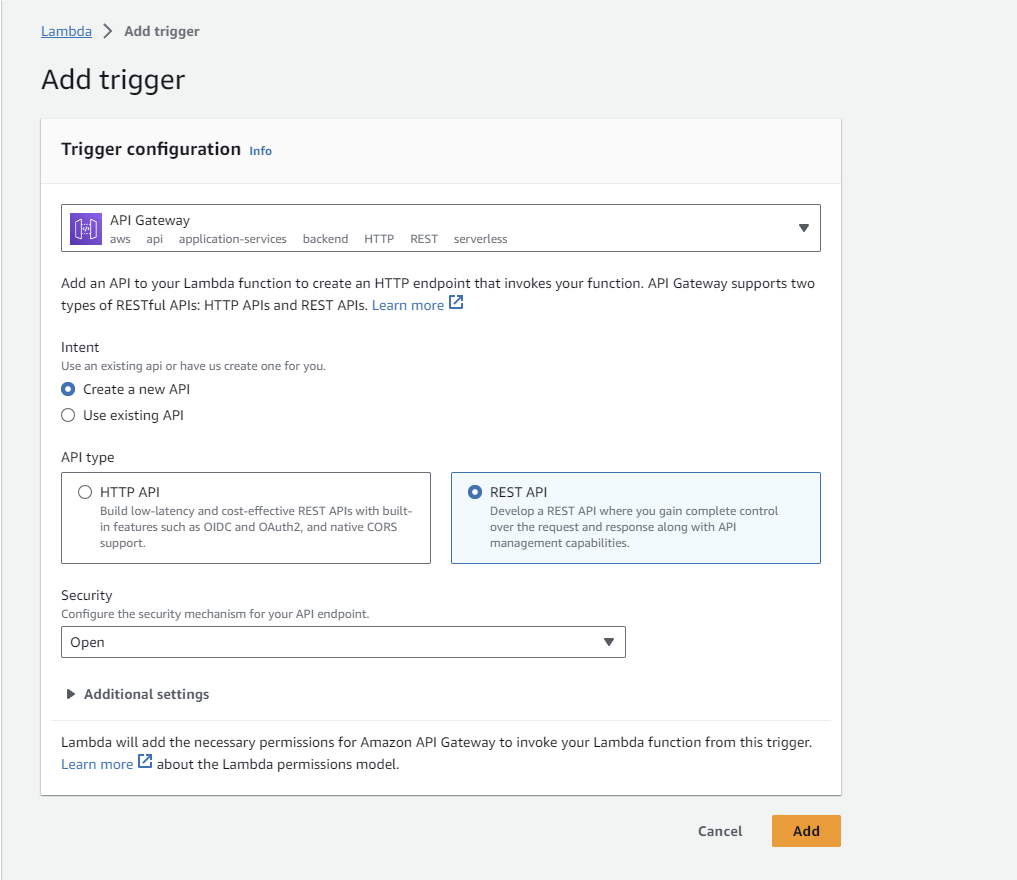 Lambda > Add trigger
Add trigger
Trigger configuration Info
API Gateway
aws api application-services backend HTTP REST serverless
Add an API to your Lambda function to create an HTTP endpoint that invokes your function. API Gateway supports two
types of RESTful APIs: HTTP APIs and REST APIs. Learn more
Intent
Use an existing api or have us create one for you.
Create a new API
Use existing API
API type
HTTP API
Build low-latency and cost-effective REST APIs with built-
in features such as OIDC and OAuth2, and native CORS
support.
REST API
Develop a REST API where you gain complete control
over the request and response along with API
management capabilities.
Security
Configure the security mechanism for your API endpoint.
Open
Additional settings
Lambda will add the necessary permissions for Amazon API Gateway to invoke your Lambda function from this trigger.
Learn more about the Lambda permissions model.
Cancel Add